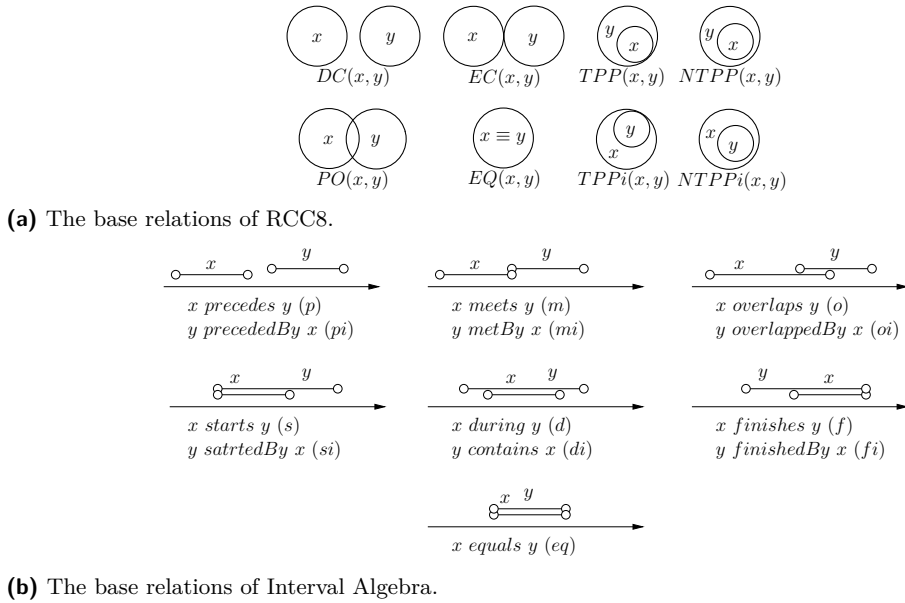 x y x y y x y x
DC(x, y) EC(x, y) TPP(x, y) NTPP(x, y)
x y x ≡ y y x x y
PO(x, y) EQ(x, y) TPPi(x, y) NTPPi(x, y)
(a) The base relations of RCC8.
x y x y x y
x precedes y (p) x meets y (m) x overlaps y (o)
y precededBy x (pi) y metBy x (mi) y overlappedBy x (oi)
x y x y y x
x starts y (s) x during y (d) x finishes y (f)
y satrtedBy x (si) y contains x (di) y finishedBy x (fi)
x y
x equals y (eq)
(b) The base relations of Interval Algebra.